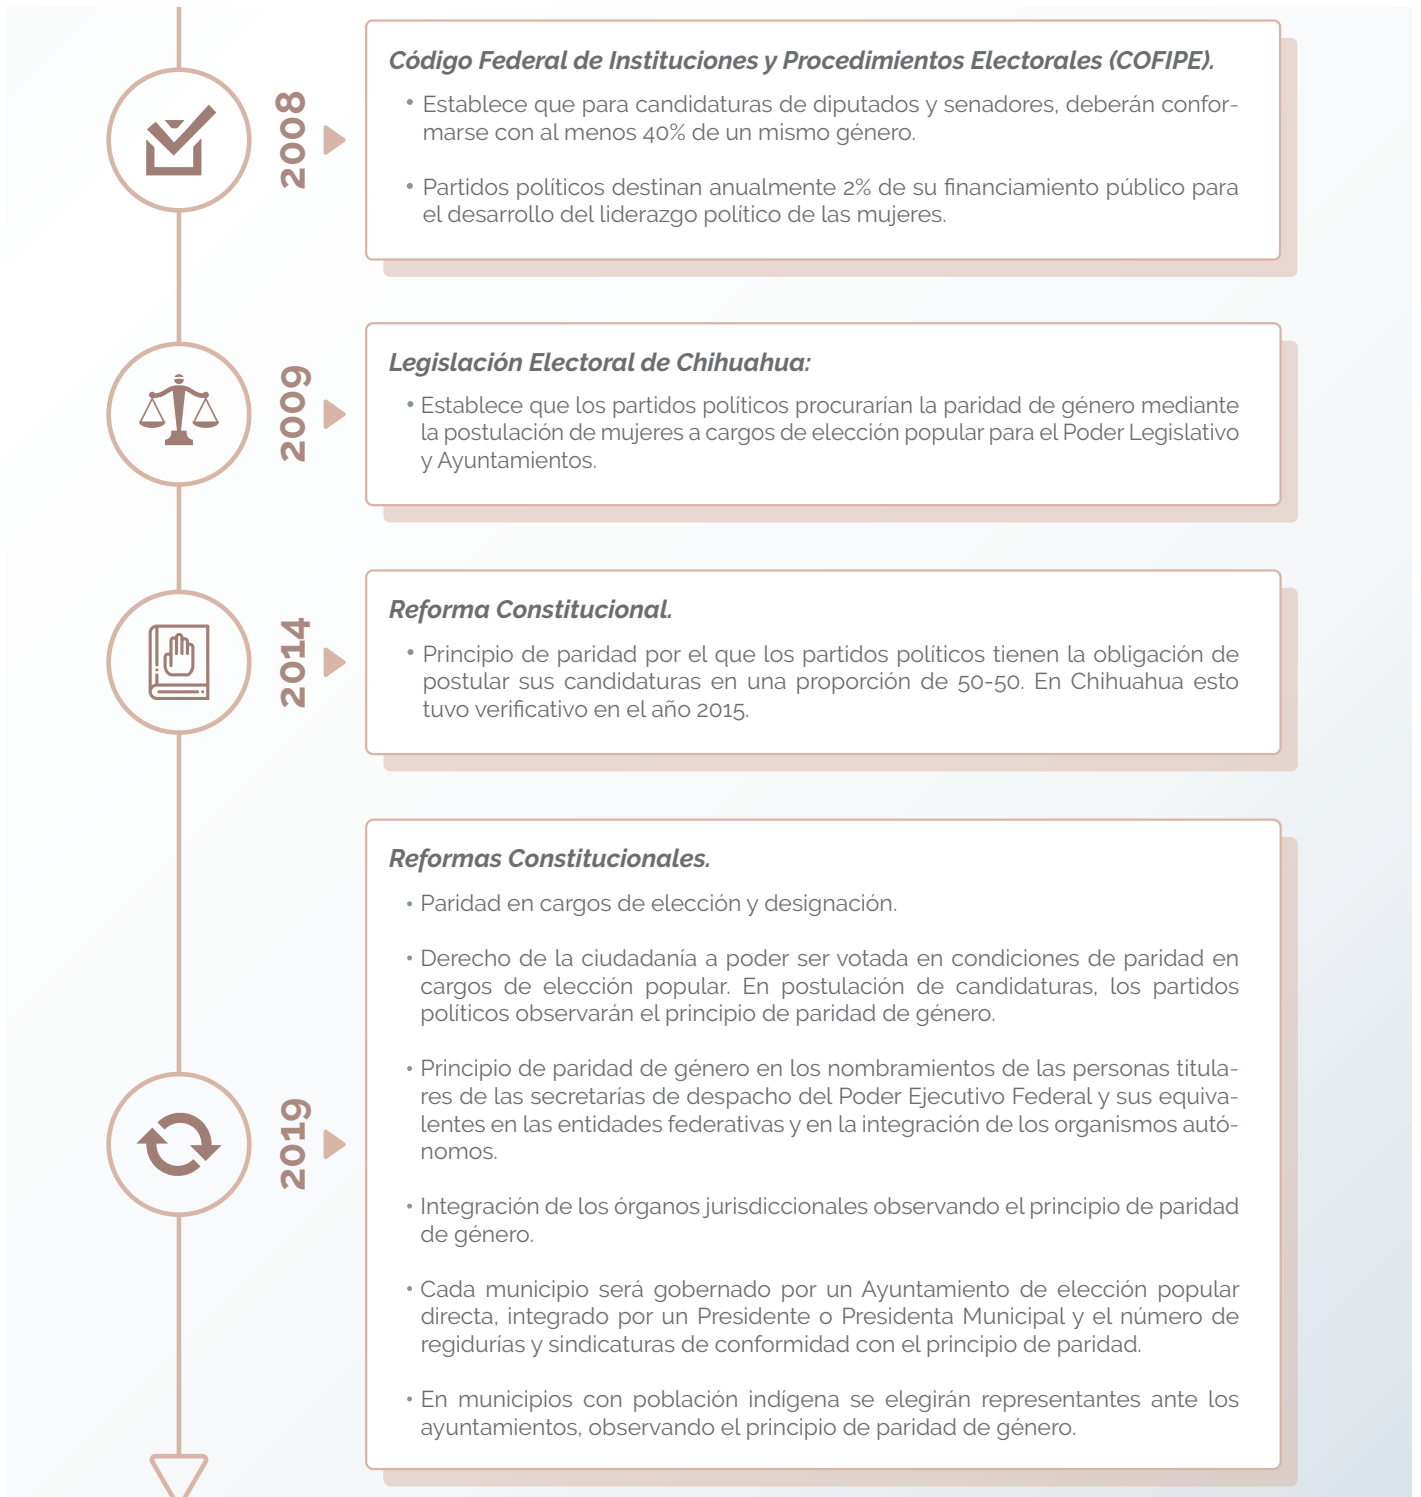 2008
Código Federal de Instituciones y Procedimientos Electorales (COFIPE).
• Establece que para candidaturas de diputados y senadores, deberán confor-
marse con al menos 40% de un mismo género.
• Partidos políticos destinan anualmente 2% de su financiamiento público para
el desarrollo del liderazgo político de las mujeres.
2009
Legislación Electoral de Chihuahua:
• Establece que los partidos políticos procurarían la paridad de género mediante
la postulación de mujeres a cargos de elección popular para el Poder Legislativo
y Ayuntamientos.
2014
Reforma Constitucional.
• Principio de paridad por el que los partidos políticos tienen la obligación de
postular sus candidaturas en una proporción de 50-50. En Chihuahua esto
tuvo verificativo en el año 2015.
2019
Reformas Constitucionales.
• Paridad en cargos de elección y designación.
• Derecho de la ciudadanía a poder ser votada en condiciones de paridad en
cargos de elección popular. En postulación de candidaturas, los partidos
políticos observarán el principio de paridad de género.
• Principio de paridad de género en los nombramientos de las personas titula-
res de las secretarías de despacho del Poder Ejecutivo Federal y sus equiva-
lentes en las entidades federativas y en la integración de los organismos autó-
nomos.
• Integración de los órganos jurisdiccionales observando el principio de paridad
de género.
• Cada municipio será gobernado por un Ayuntamiento de elección popular
directa, integrado por un Presidente o Presidenta Municipal y el número de
regidurías y sindicaturas de conformidad con el principio de paridad.
• En municipios con población indígena se elegirán representantes ante los
ayuntamientos, observando el principio de paridad de género.